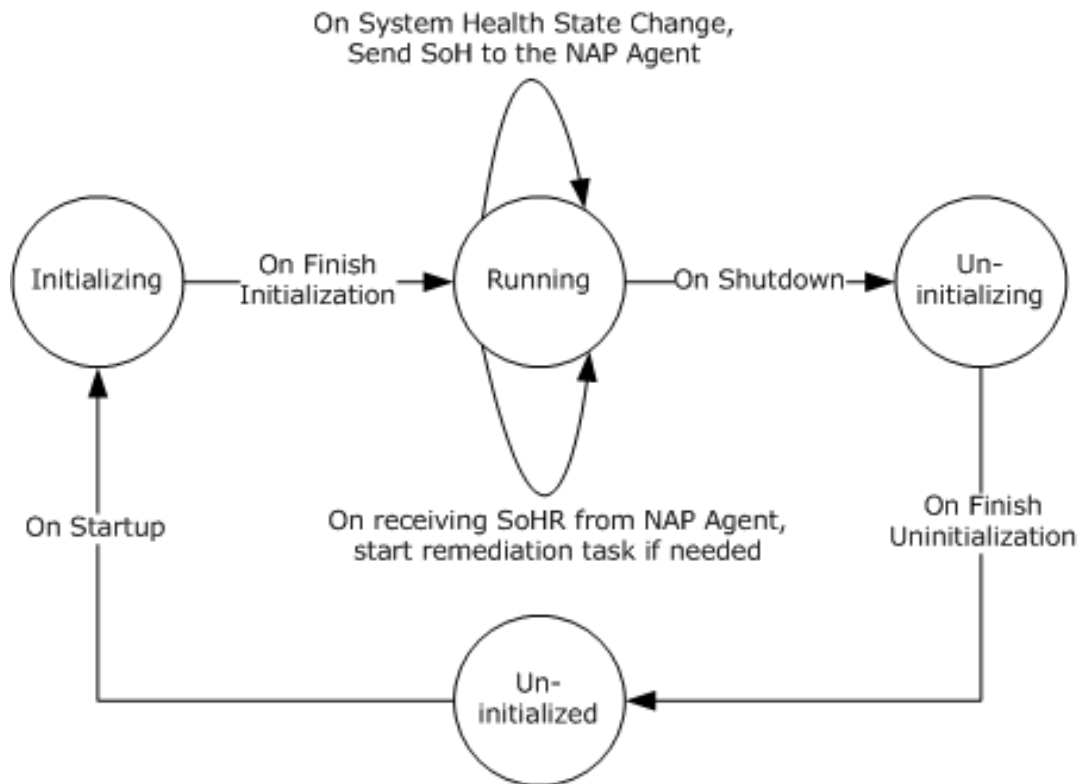 On System Health State Change,
Send SoH to the NAP Agent
Initializing
On Finish
Initialization
Running
On Shutdown
Un-
initializing
On Startup
On receiving SoHR from NAP Agent,
start remediation task if needed
On Finish
Uninitialization
Un-
initialized